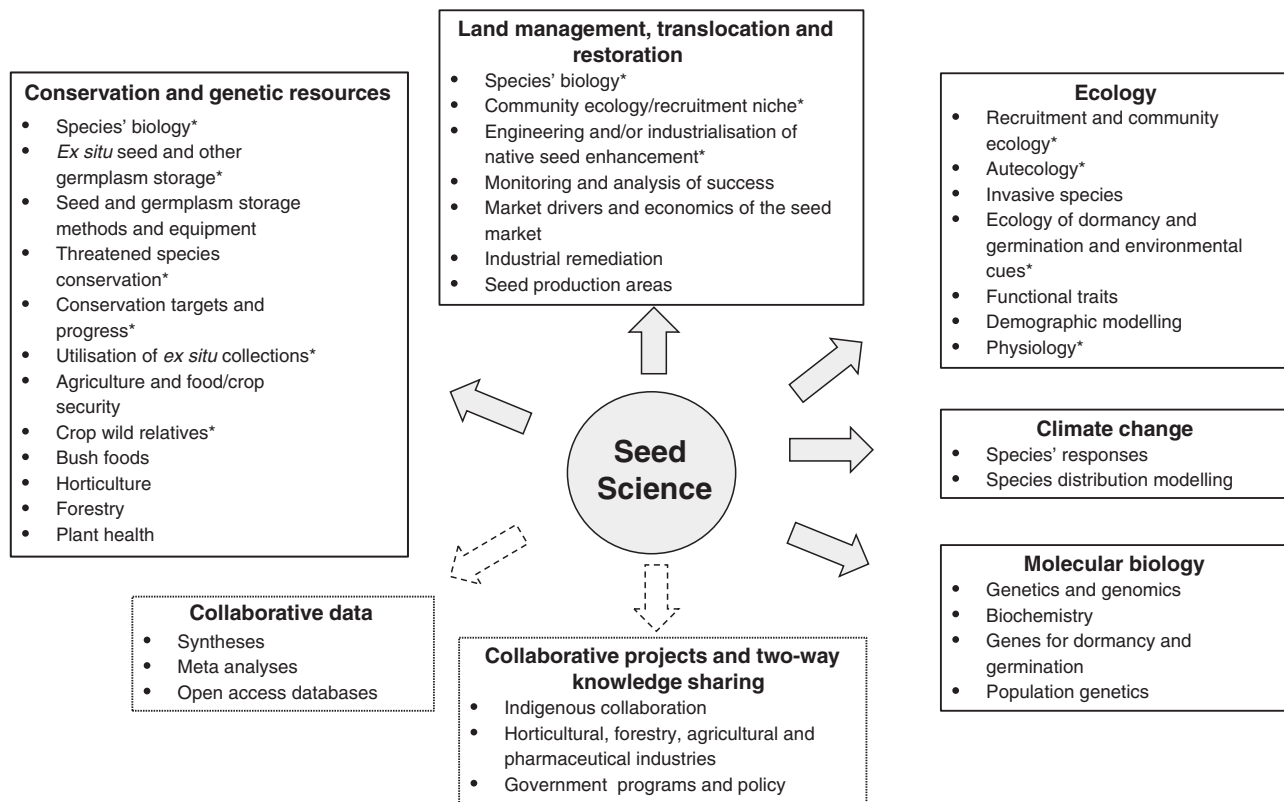 Land management, translocation and
restoration
• Species’ biology*
• Community ecology/recruitment niche*
• Engineering and/or industrialisation of
native seed enhancement*
• Monitoring and analysis of success
• Market drivers and economics of the seed
market
• Industrial remediation
• Seed production areas
Conservation and genetic resources
• Species’ biology*
• Ex situ seed and other
germplasm storage*
• Seed and germplasm storage
methods and equipment
• Threatened species
conservation*
• Conservation targets and
progress*
• Utilisation of ex situ collections*
• Agriculture and food/crop
security
• Crop wild relatives*
• Bush foods
• Horticulture
• Forestry
• Plant health
Ecology
• Recruitment and community
ecology*
• Autecology*
• Invasive species
• Ecology of dormancy and
germination and environmental
cues*
• Functional traits
• Demographic modelling
• Physiology*
Seed
Science
Climate change
• Species’ responses
• Species distribution modelling
Molecular biology
• Genetics and genomics
• Biochemistry
• Genes for dormancy and
germination
• Population genetics
Collaborative data
• Syntheses
• Meta analyses
• Open access databases
Collaborative projects and two-way
knowledge sharing
• Indigenous collaboration
• Horticultural, forestry, agricultural and
pharmaceutical industries
• Government programs and policy